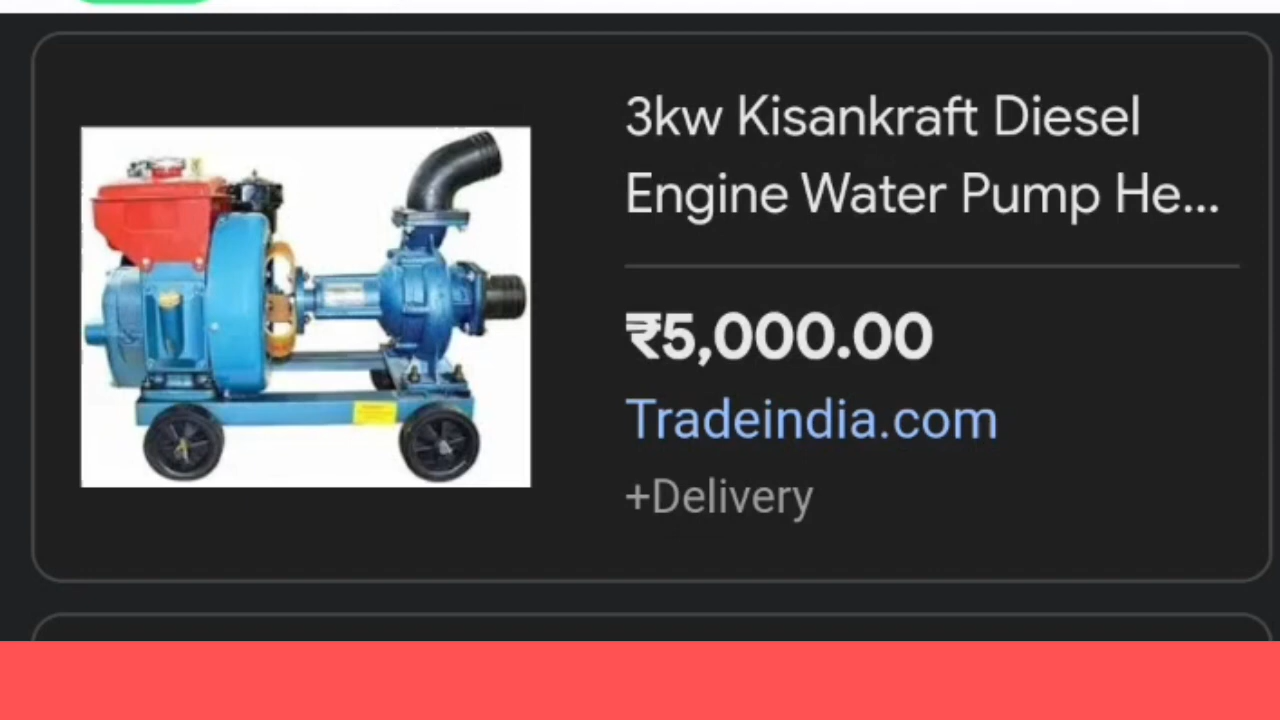 3kw Kisankraft Diesel
Engine Water Pump He...
₹5,000.00
Tradeindia.com
+Delivery